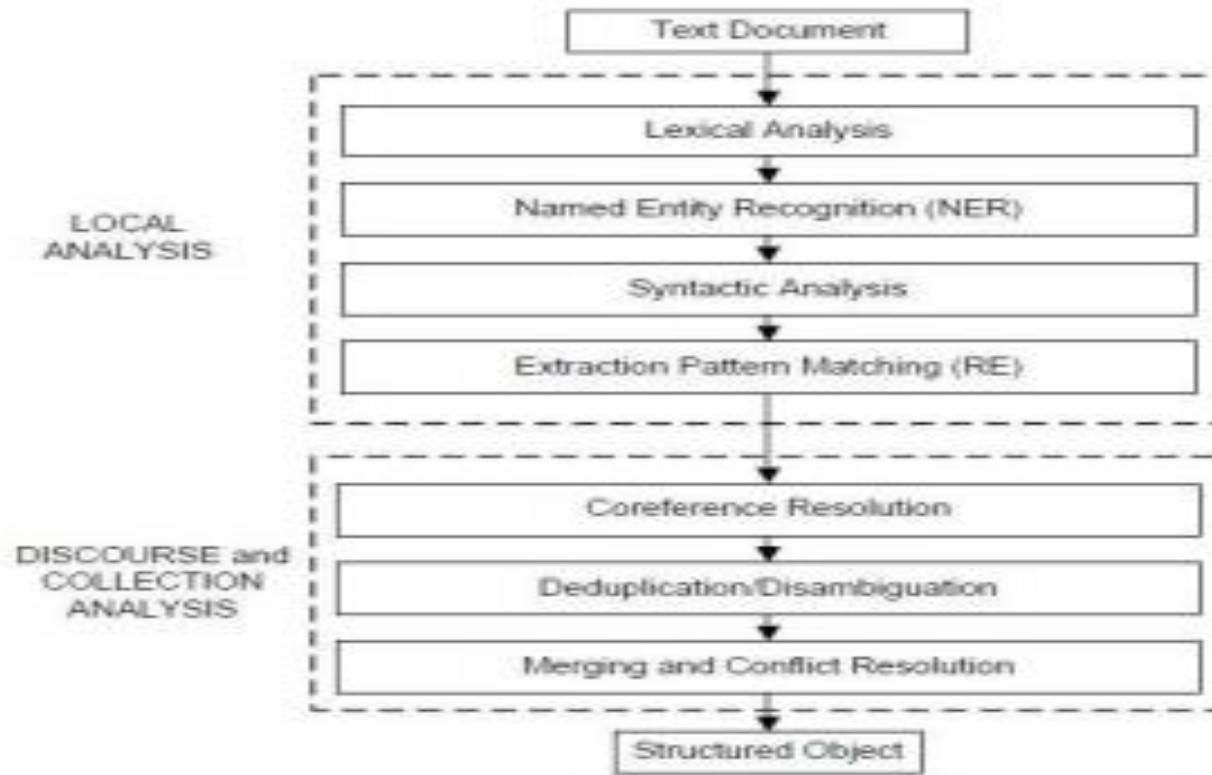 Text Document
Lexical Analysis
Named Entity Recognition (NER)
LOCAL
ANALYSIS
Syntactic Analysis
Extraction Pattern Matching (RE)
Coreference Resolution
DISCOURSE and
COLLECTION
ANALYSIS
Deduplication/Disambiguation
Merging and Conflict Resolution
Structured Object